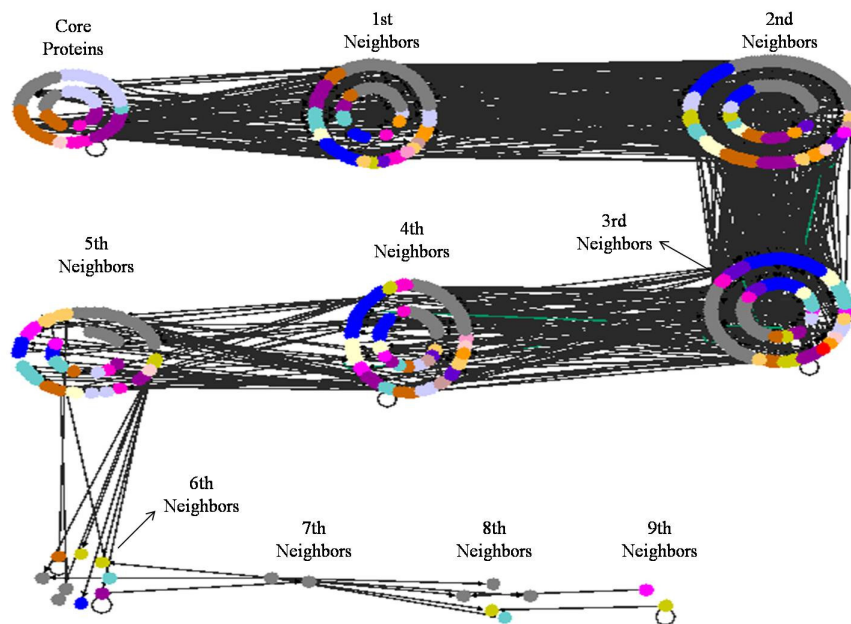 Core
Proteins
1st
Neighbors
2nd
Neighbors
5th
Neighbors
4th
Neighbors
3rd
Neighbors
6th
Neighbors
7th
Neighbors
8th
Neighbors
9th
Neighbors